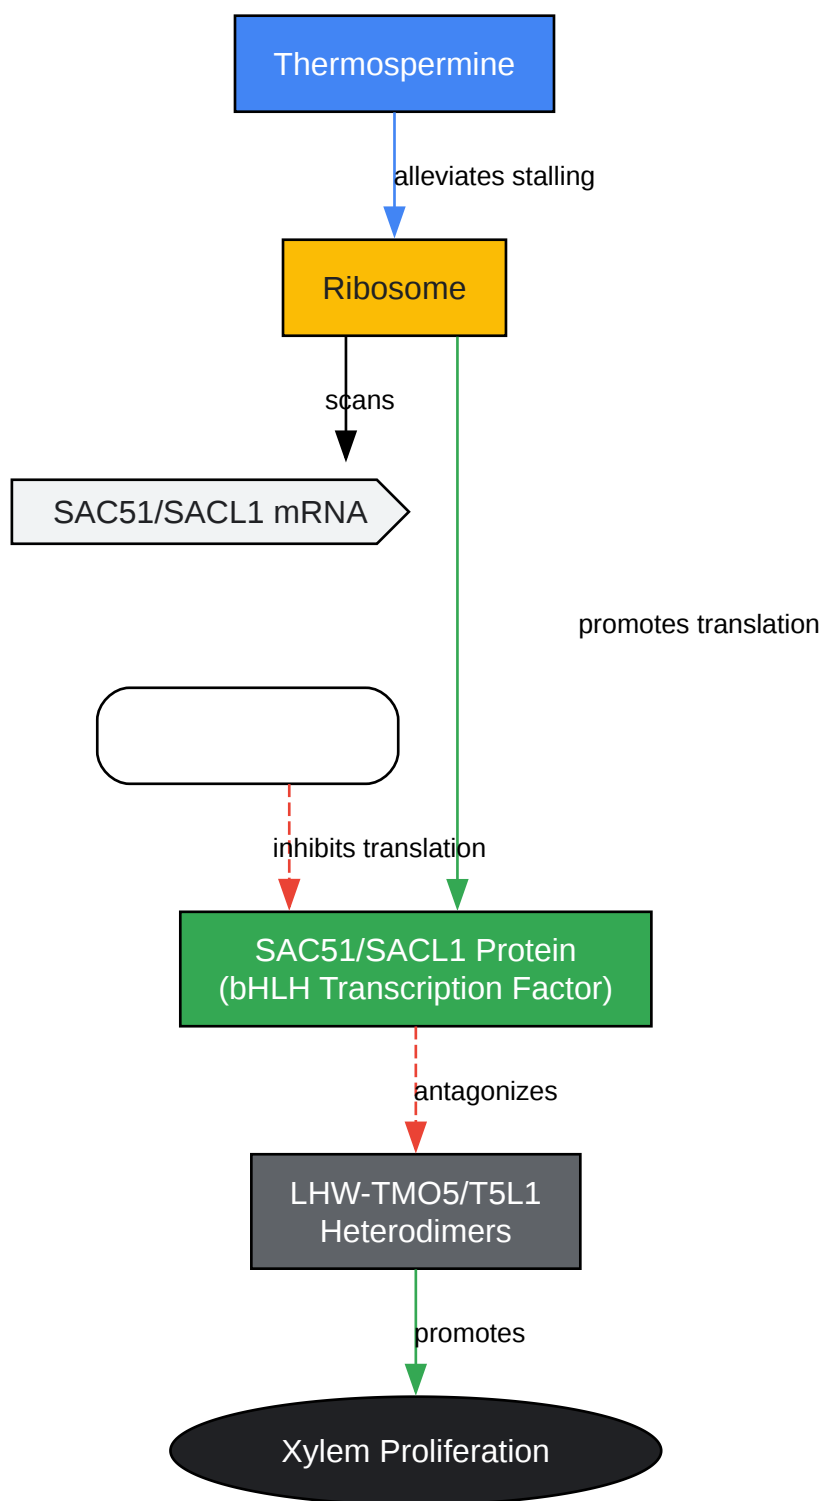 Thermospermine
alleviates stalling
Ribosome
scans
SAC51/SACL1 mRNA
promotes translation
inhibits translation
SAC51/SACL1 Protein
(bHLH Transcription Factor)
antagonizes
LHW-TMO5/T5L1
Heterodimers
promotes
Xylem Proliferation